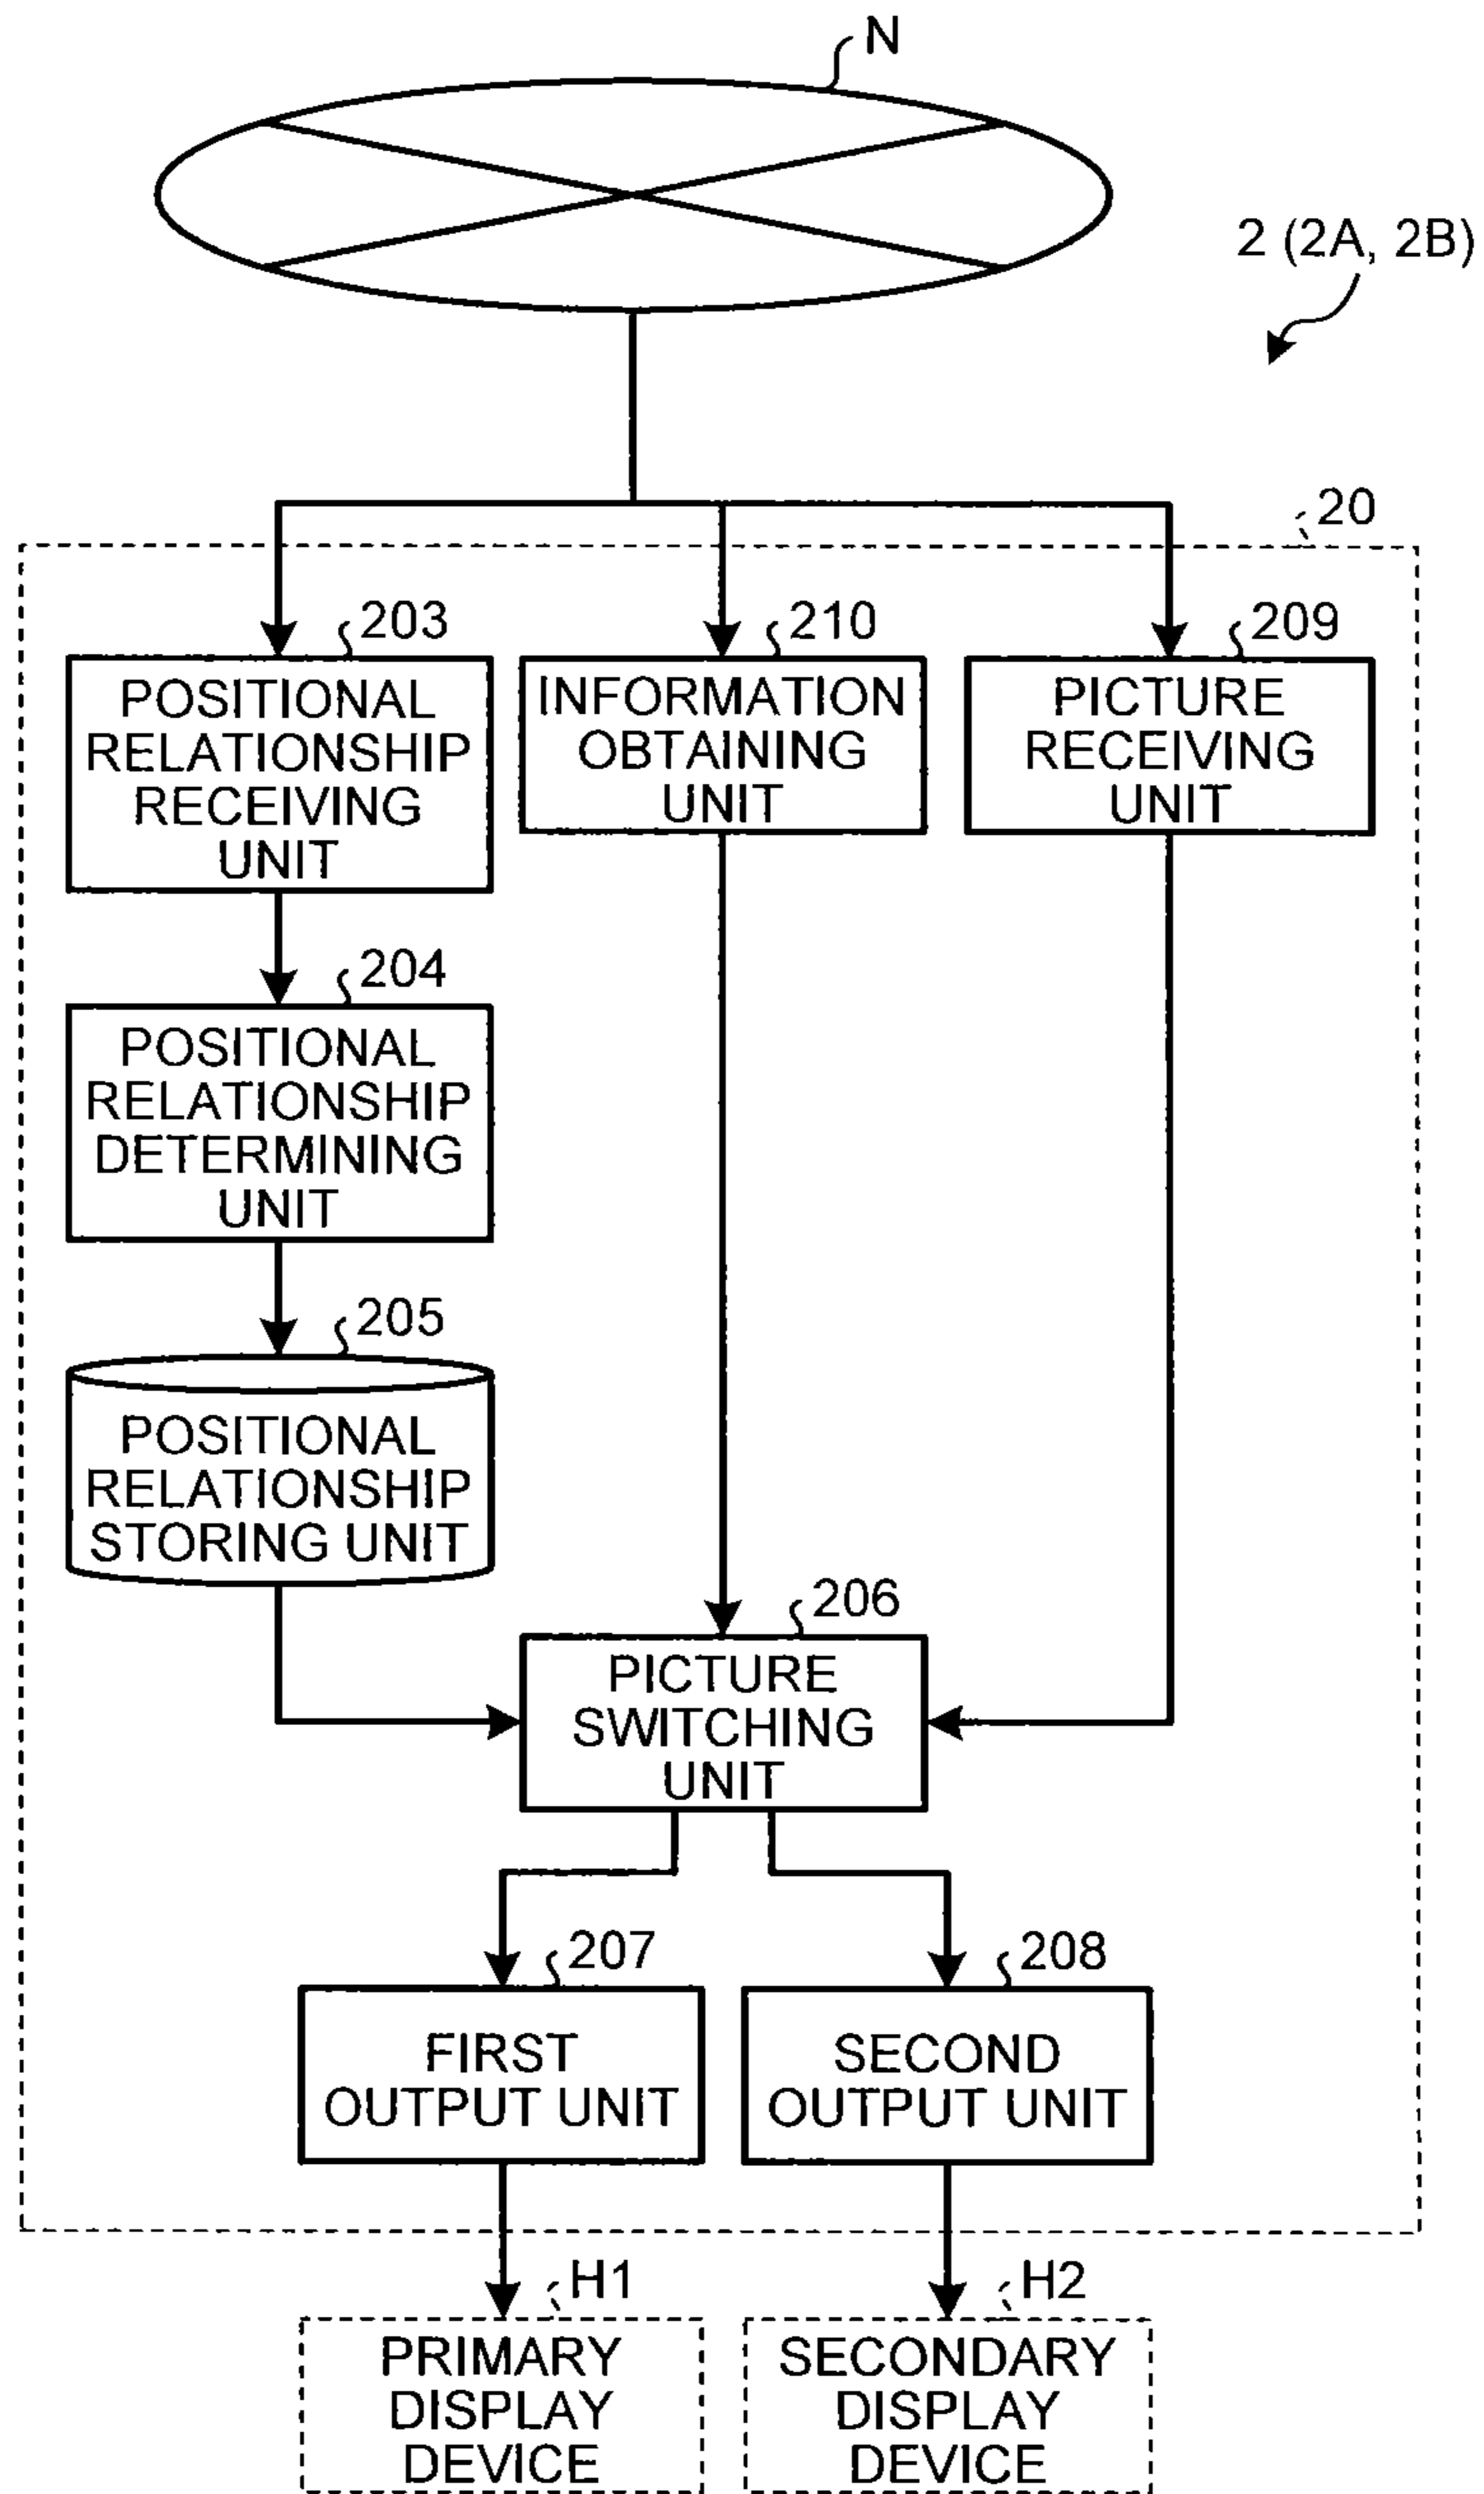 N
2 (2A, 2B)
20
203
210
209
POSITIONAL
RELATIONSHIP
RECEIVING
UNIT
INFORMATION
OBTAINING
UNIT
PICTURE
RECEIVING
UNIT
204
POSITIONAL
RELATIONSHIP
DETERMINING
UNIT
205
POSITIONAL
RELATIONSHIP
STORING UNIT
206
PICTURE
SWITCHING
UNIT
207
208
FIRST
OUTPUT UNIT
SECOND
OUTPUT UNIT
H1
H2
PRIMARY
DISPLAY
DEVICE
SECONDARY
DISPLAY
DEVICE